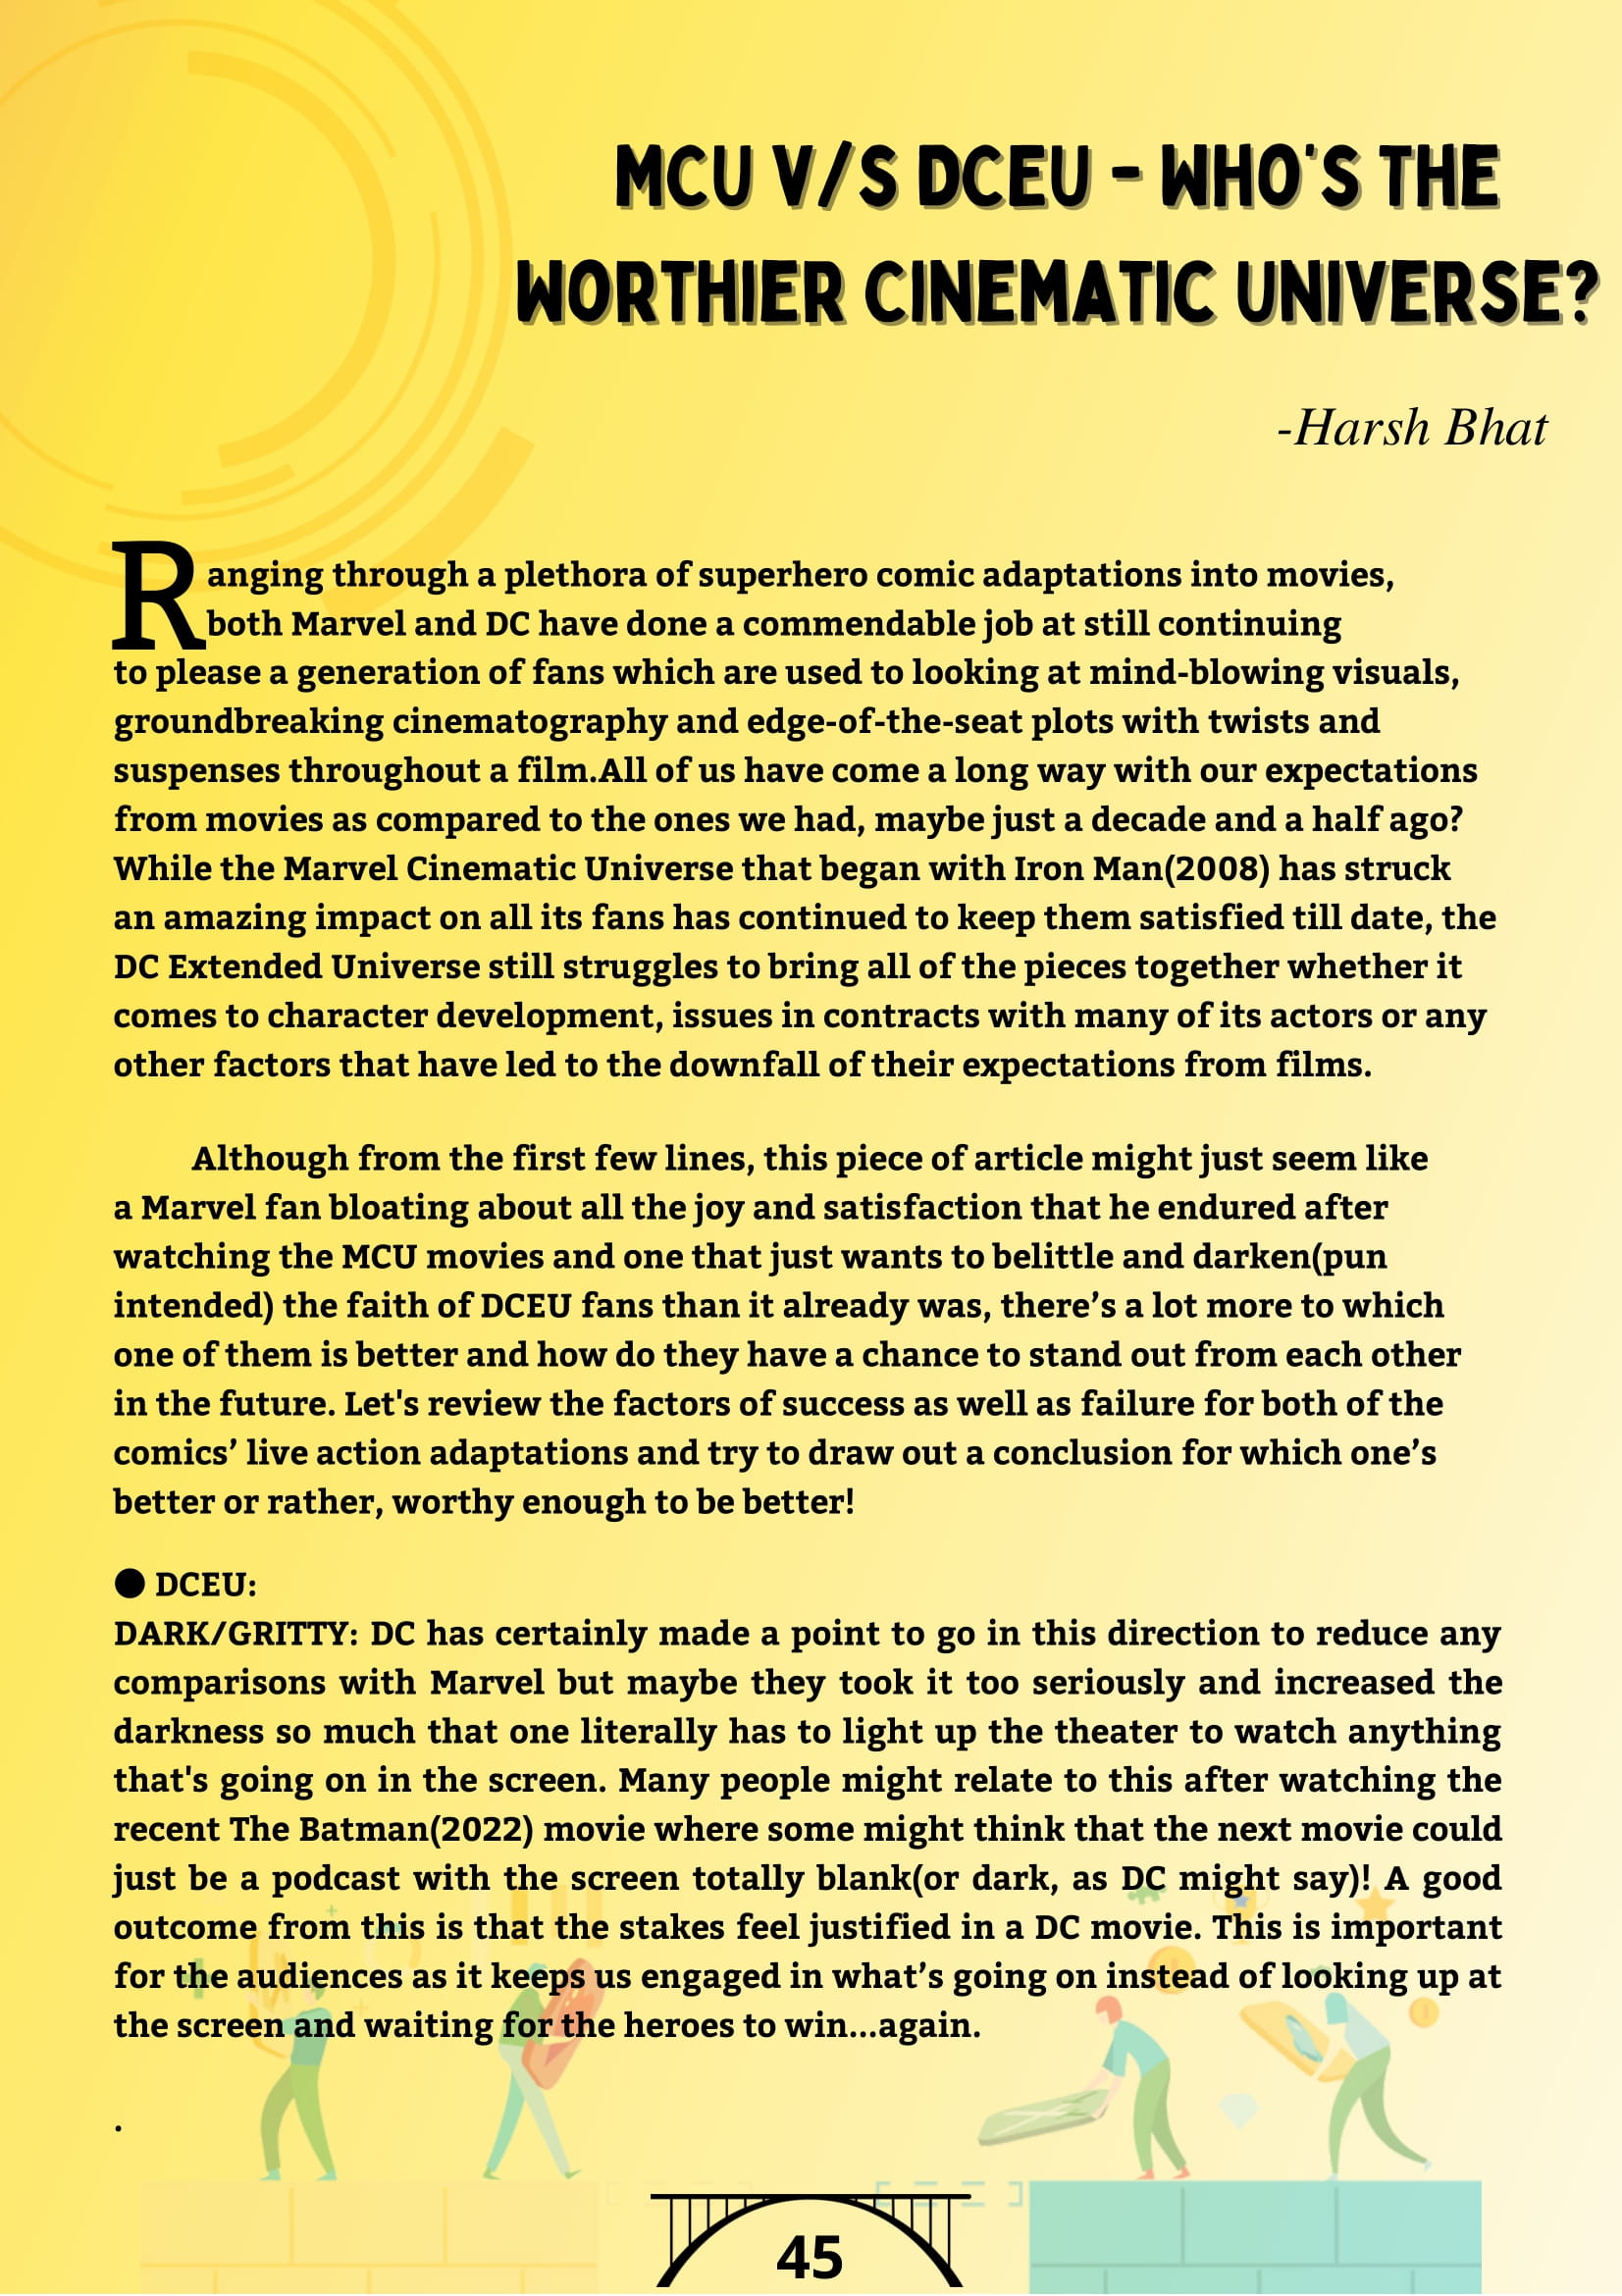 MCU V/S DCEU - WHO'S THE
WORTHIER CINEMATIC UNIVERSE?
-Harsh Bhat
Ranging through a plethora of superhero comic adaptations into movies,
both Marvel and DC have done a commendable job at still continuing
to please a generation of fans which are used to looking at mind-blowing visuals,
groundbreaking cinematography and edge-of-the-seat plots with twists and
suspenses throughout a film.All of us have come a long way with our expectations
from movies as compared to the ones we had, maybe just a decade and a half ago?
While the Marvel Cinematic Universe that began with Iron Man(2008) has struck
an amazing impact on all its fans has continued to keep them satisfied till date, the
DC Extended Universe still struggles to bring all of the pieces together whether it
comes to character development, issues in contracts with many of its actors or any
other factors that have led to the downfall of their expectations from films.
Although from the first few lines, this piece of article might just seem like
a Marvel fan bloating about all the joy and satisfaction that he endured after
watching the MCU movies and one that just wants to belittle and darken(pun
intended) the faith of DCEU fans than it already was, there’s a lot more to which
one of them is better and how do they have a chance to stand out from each other
in the future. Let's review the factors of success as well as failure for both of the
comics’ live action adaptations and try to draw out a conclusion for which one’s
better or rather, worthy enough to be better!
● DCEU:
DARK/GRITTY: DC has certainly made a point to go in this direction to reduce any
comparisons with Marvel but maybe they took it too seriously and increased the
darkness so much that one literally has to light up the theater to watch anything
that's going on in the screen. Many people might relate to this after watching the
recent The Batman(2022) movie where some might think that the next movie could
just be a podcast with the screen totally blank(or dark, as DC might say)! A good
outcome from this is that the stakes feel justified in a DC movie. This is important
for the audiences as it keeps us engaged in what’s going on instead of looking up at
the screen and waiting for the heroes to win...again.
.
45